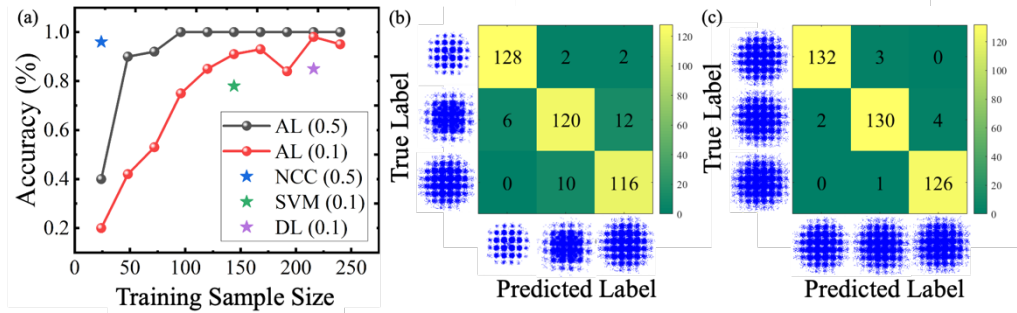 (a)
Accuracy (%)
1.0
0.8
0.6
0.4
0.2
0 50 100 150 200 250
Training Sample Size
AL (0.5)
AL (0.1)
NCC (0.5)
SVM (0.1)
DL (0.1)
(b)
True Label
128 2 2
6 120 12
0 10 116
Predicted Label
120
100
80
60
40
20
0
(c)
True Label
132 3 0
2 130 4
0 1 126
Predicted Label
120
100
80
60
40
20
0